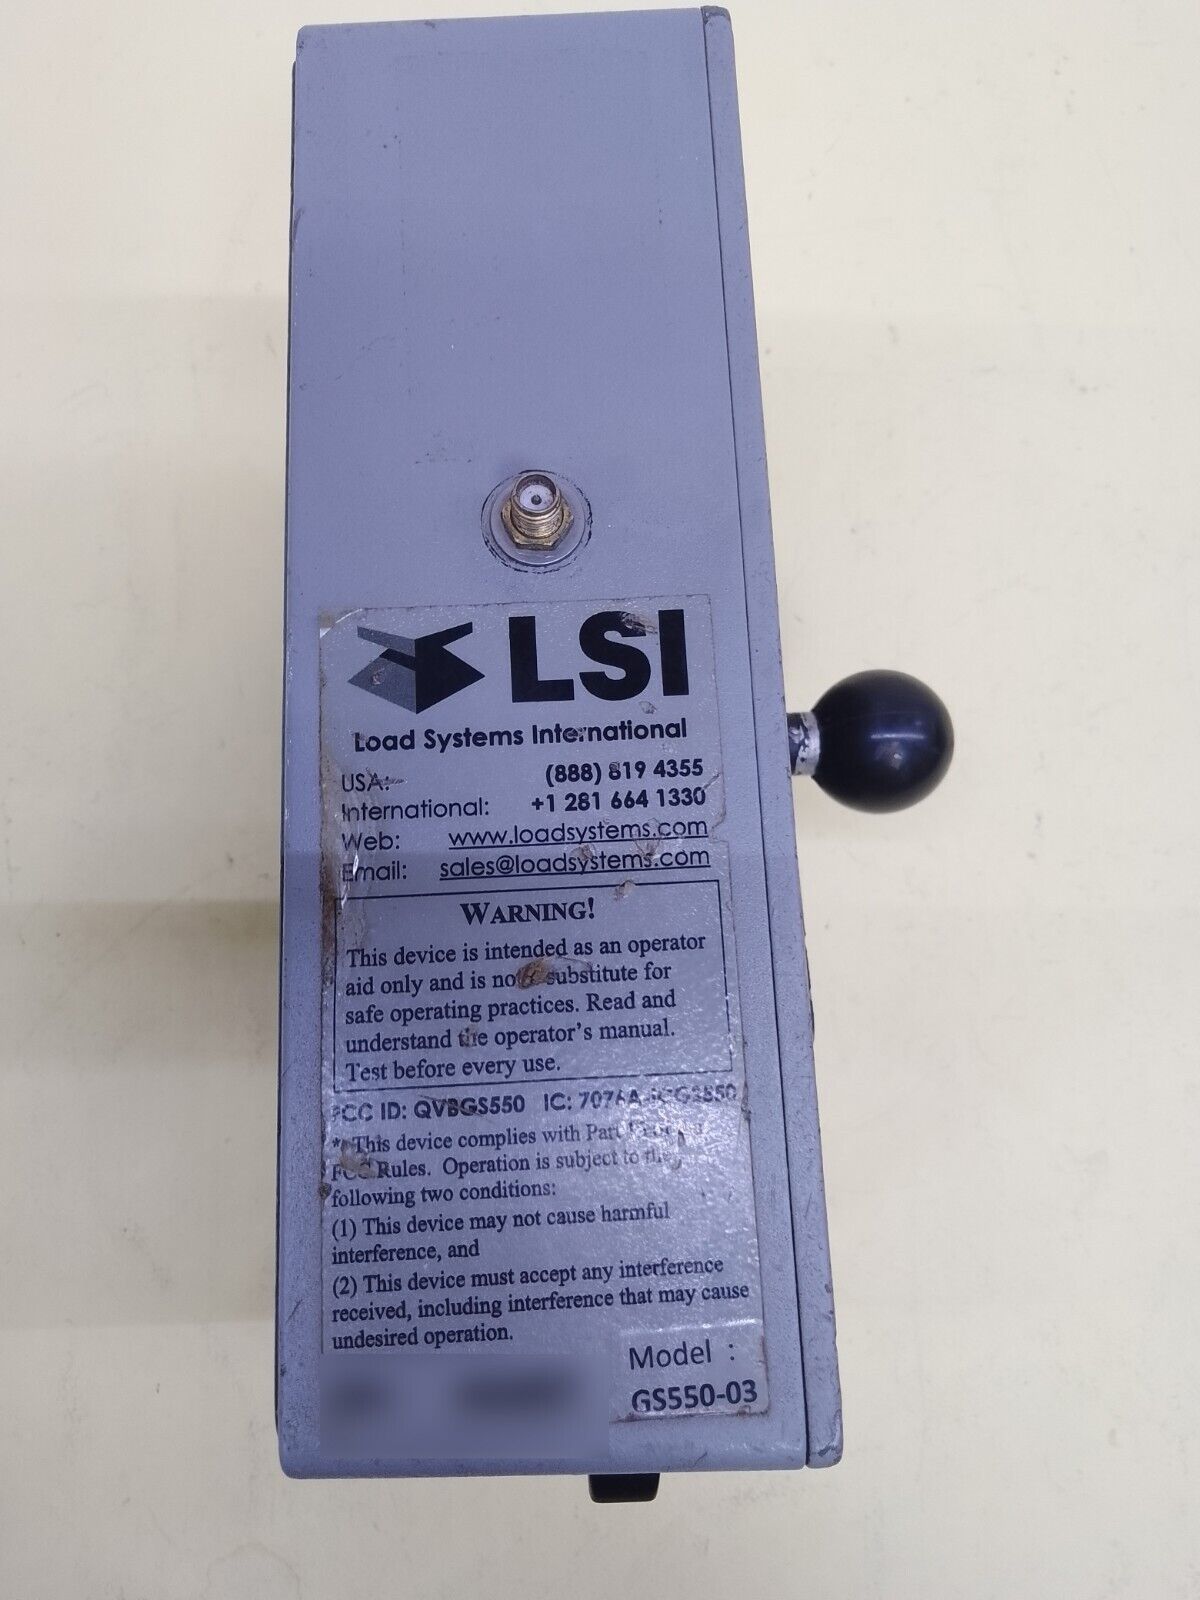 LSI
Load Systems International
USA: (888) 819 4355
International: +1 281 664 1330
Web: www.loadsystems.com
Email: sales@loadsystems.com
WARNING!
This device is intended as an operator
aid only and is not substitute for
safe operating practices. Read and
understand the operator's manual.
Test before every use.
FCC ID: QVBGS550 IC: 7076A-
* This device complies with Part
FCC Rules. Operation is subject to the
following two conditions:
(1) This device may not cause harmful
interference, and
(2) This device must accept any interference
received, including interference that may cause
undesired operation.
Model :
GS550-03